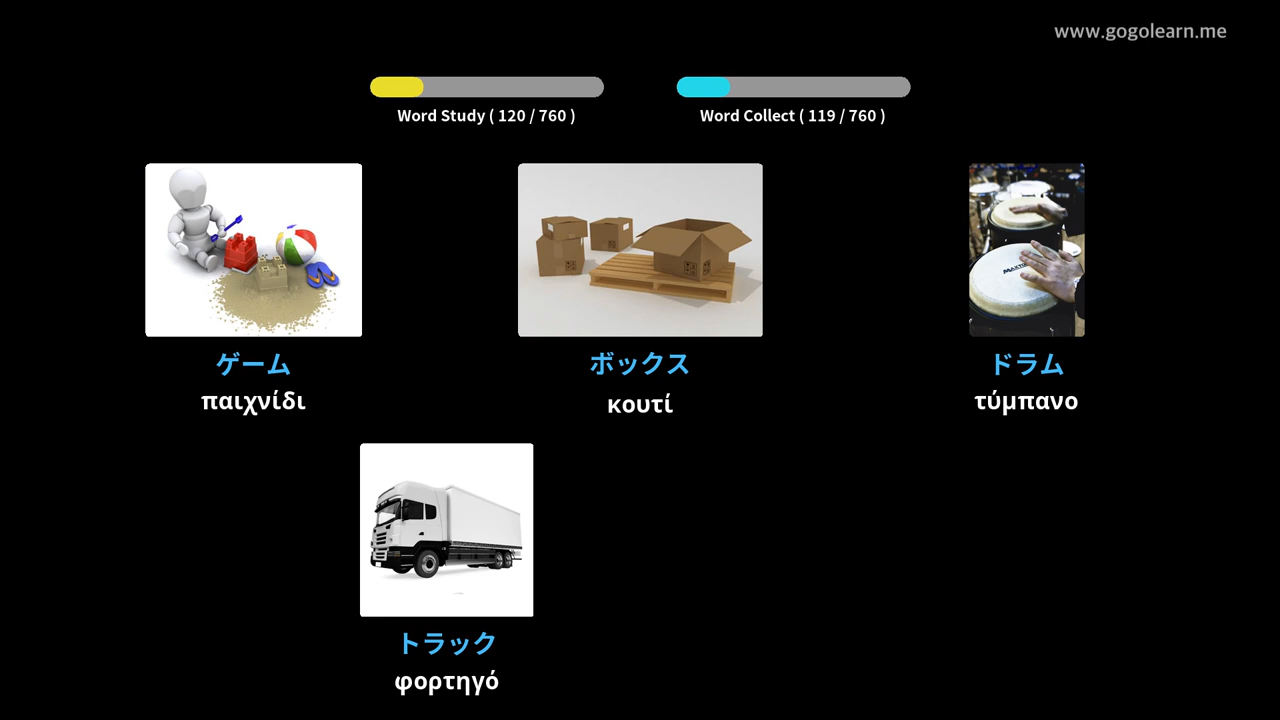 www.gogolearn.me
Word Study ( 120 / 760 )
Word Collect ( 119 / 760 )
ゲーム
παιχνίδι
ボックス
κουτί
ドラム
τύμπανο
トラック
φορτηγό